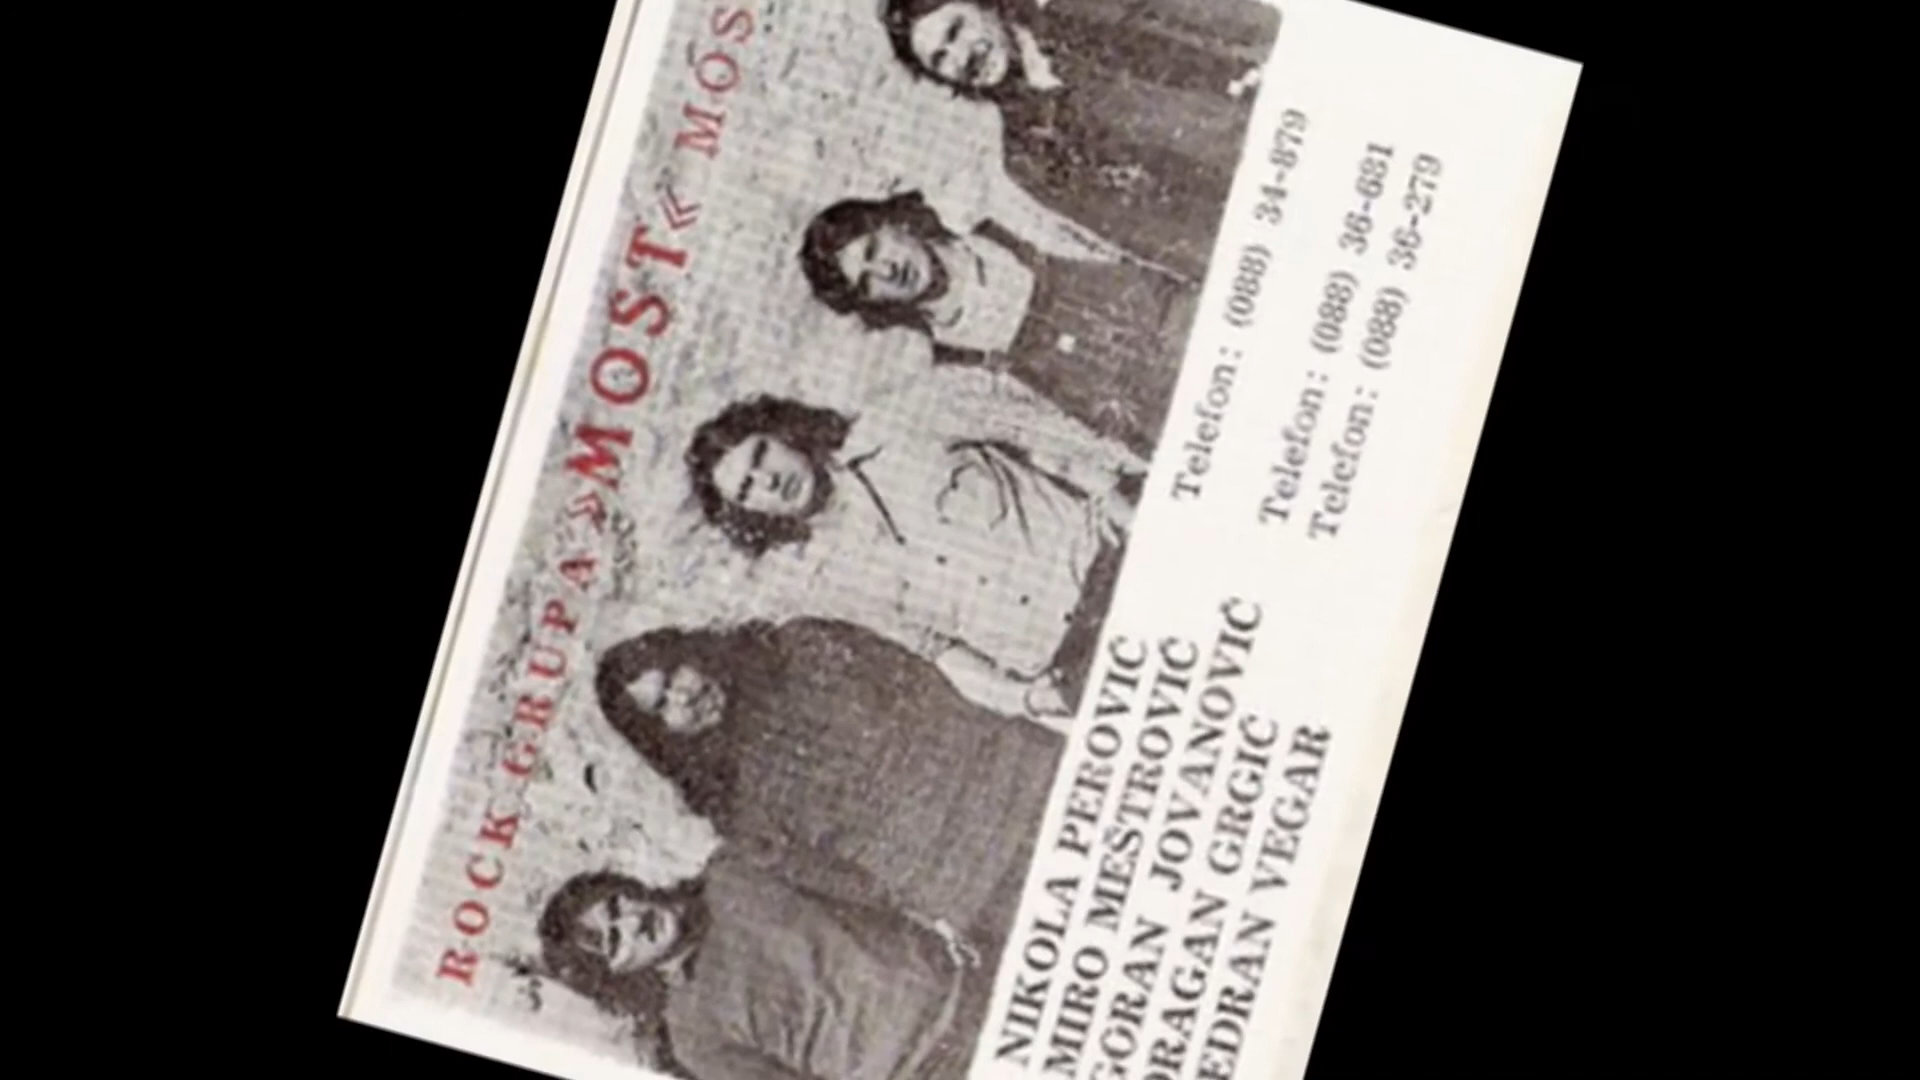 ROCK GRUPA »MOST« MOS
NIKOLA PEROVIĆ
MIRO MEŠTROVIĆ
GORAN JOVANOVIĆ
DRAGAN GRGIĆ
EDRAN VEGAR
Telefon: (088) 34-879
Telefon: (088) 36-681
Telefon: (088) 36-279